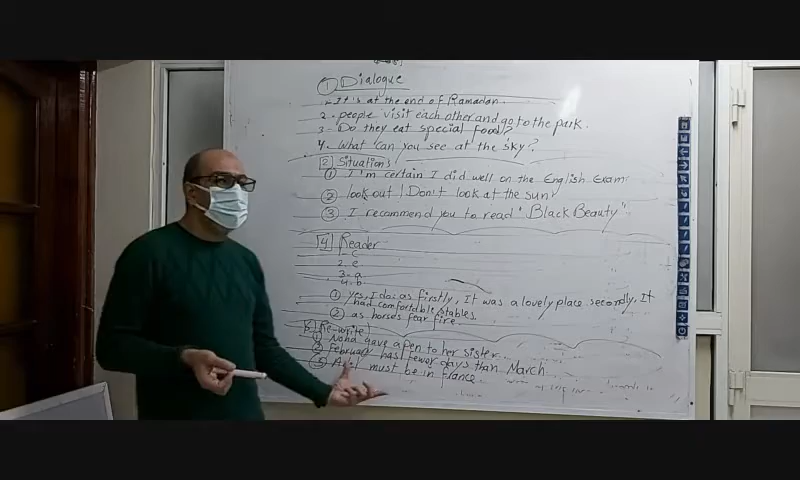 ① Dialogue
1- It's at the end of Ramadan.
2- people visit each other and go to the park.
3- Do they eat special food?
4- What can you see at the sky?
2 Situations
① I'm certain I did well on the English Exam
② look out! Don't look at the sun
③ I recommend you to read "Black Beauty"
4 Reader
1- c
2. e
3- a
4- b
① Yes, I do: as firstly, It was a lovely place secondly, It
had comfortable stables.
② as horses fear fire
5 Re-write
① Noha gave a pen to her sister
② February has fewer days than March
③ must be in France